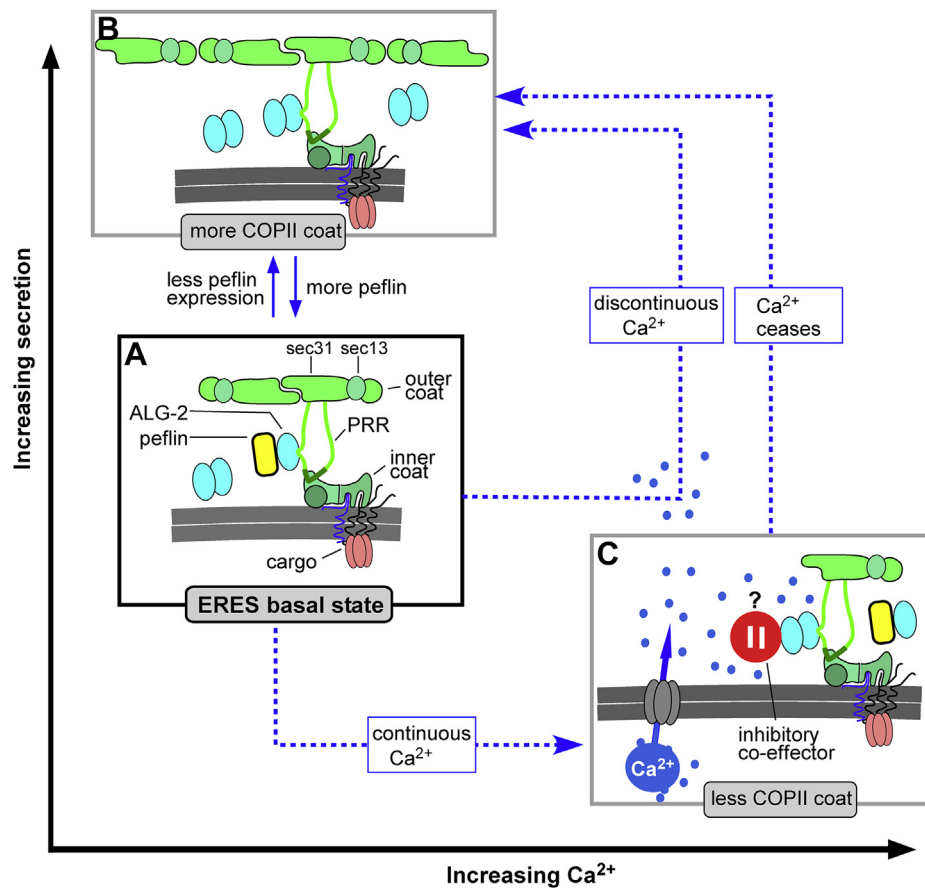 B
more COPII coat
less peflin
expression
more peflin
discontinuous
Ca²⁺
Ca²⁺
ceases
A
sec31 sec13
outer
coat
ALG-2
peflin
PRR
inner
coat
cargo
ERES basal state
C
?
II
continuous
Ca²⁺
Ca²⁺
inhibitory
co-effector
less COPII coat
Increasing secretion
Increasing Ca²⁺